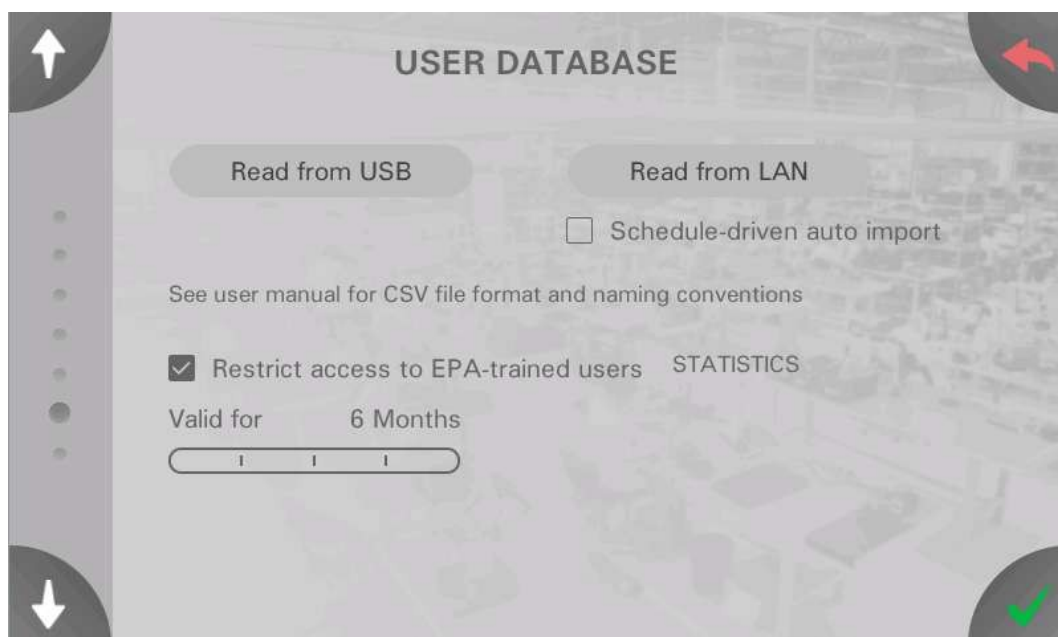 USER DATABASE
Read from USB
Read from LAN
Schedule-driven auto import
See user manual for CSV file format and naming conventions
Restrict access to EPA-trained users
STATISTICS
Valid for
6 Months